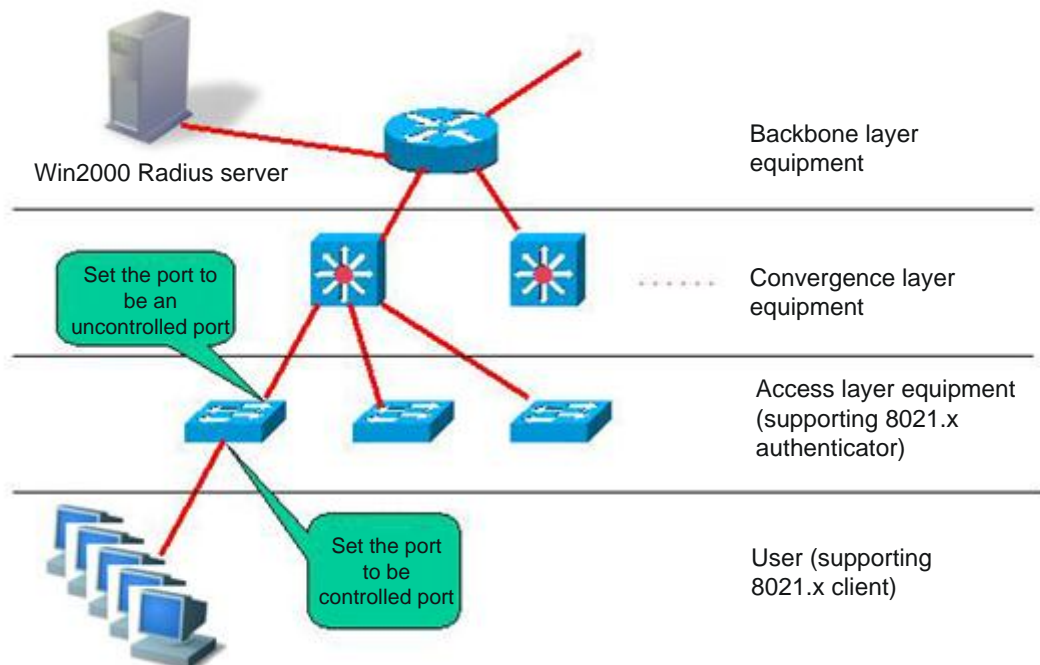 Win2000 Radius server
Backbone layer
equipment
Set the port to
be an
uncontrolled port
Convergence layer
equipment
Access layer equipment
(supporting 8021.x
authenticator)
Set the port
to be
controlled port
User (supporting
8021.x client)